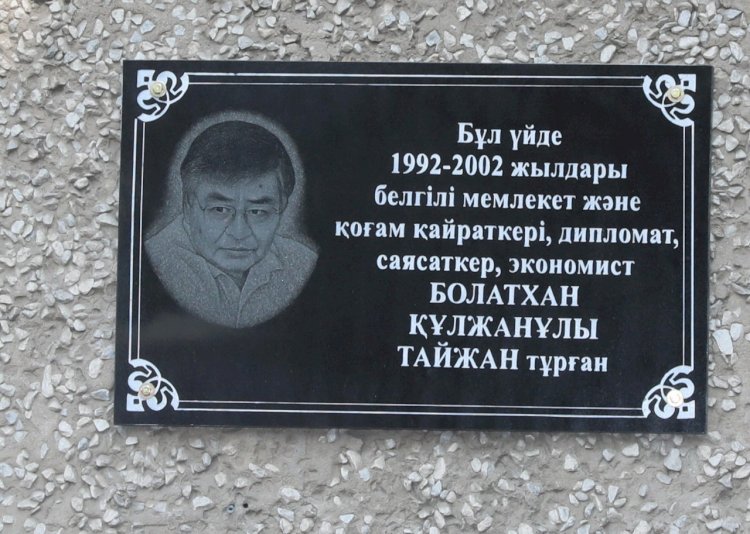 Бұл үйде
1992-2002 жылдары
белгілі мемлекет және
қоғам қайраткері, дипломат,
саясаткер, экономист
БОЛАТХАН
ҚҰЛЖАНҰЛЫ
ТАЙЖАН тұрған